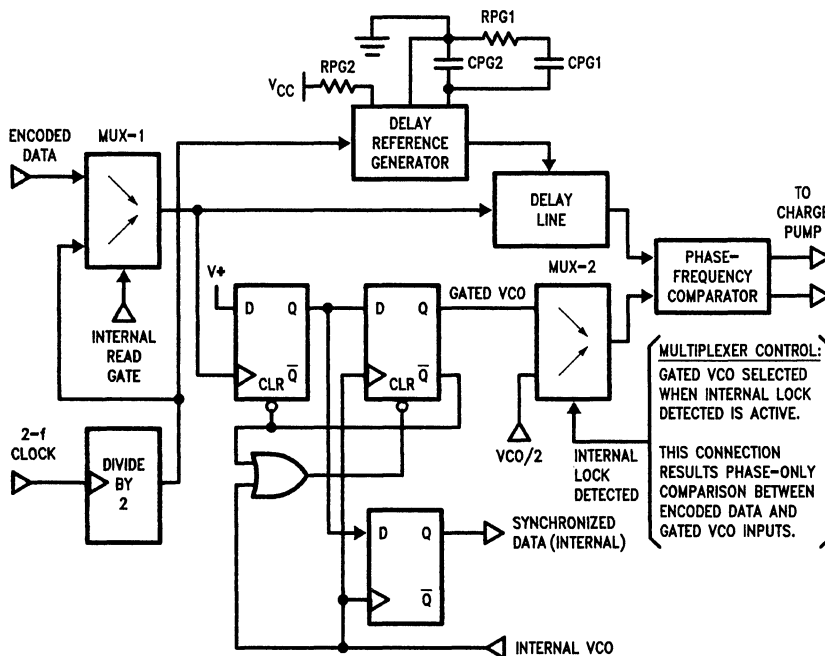 RPG1
RPG2
CPG2
CPG1
VCC
ENCODED
DATA
MUX-1
DELAY
REFERENCE
GENERATOR
DELAY
LINE
TO
CHARGE
PUMP
PHASE-
FREQUENCY
COMPARATOR
INTERNAL
READ
GATE
V+
D Q
Q
CLR
D Q
Q
CLR
GATED VCO
MUX-2
VCO/2
INTERNAL
LOCK
DETECTED
MULTIPLEXER CONTROL:
GATED VCO SELECTED
WHEN INTERNAL LOCK
DETECTED IS ACTIVE.
THIS CONNECTION
RESULTS PHASE-ONLY
COMPARISON BETWEEN
ENCODED DATA AND
GATED VCO INPUTS.
2-f
CLOCK
DIVIDE
BY
2
D Q
Q
SYNCHRONIZED
DATA (INTERNAL)
INTERNAL VCO